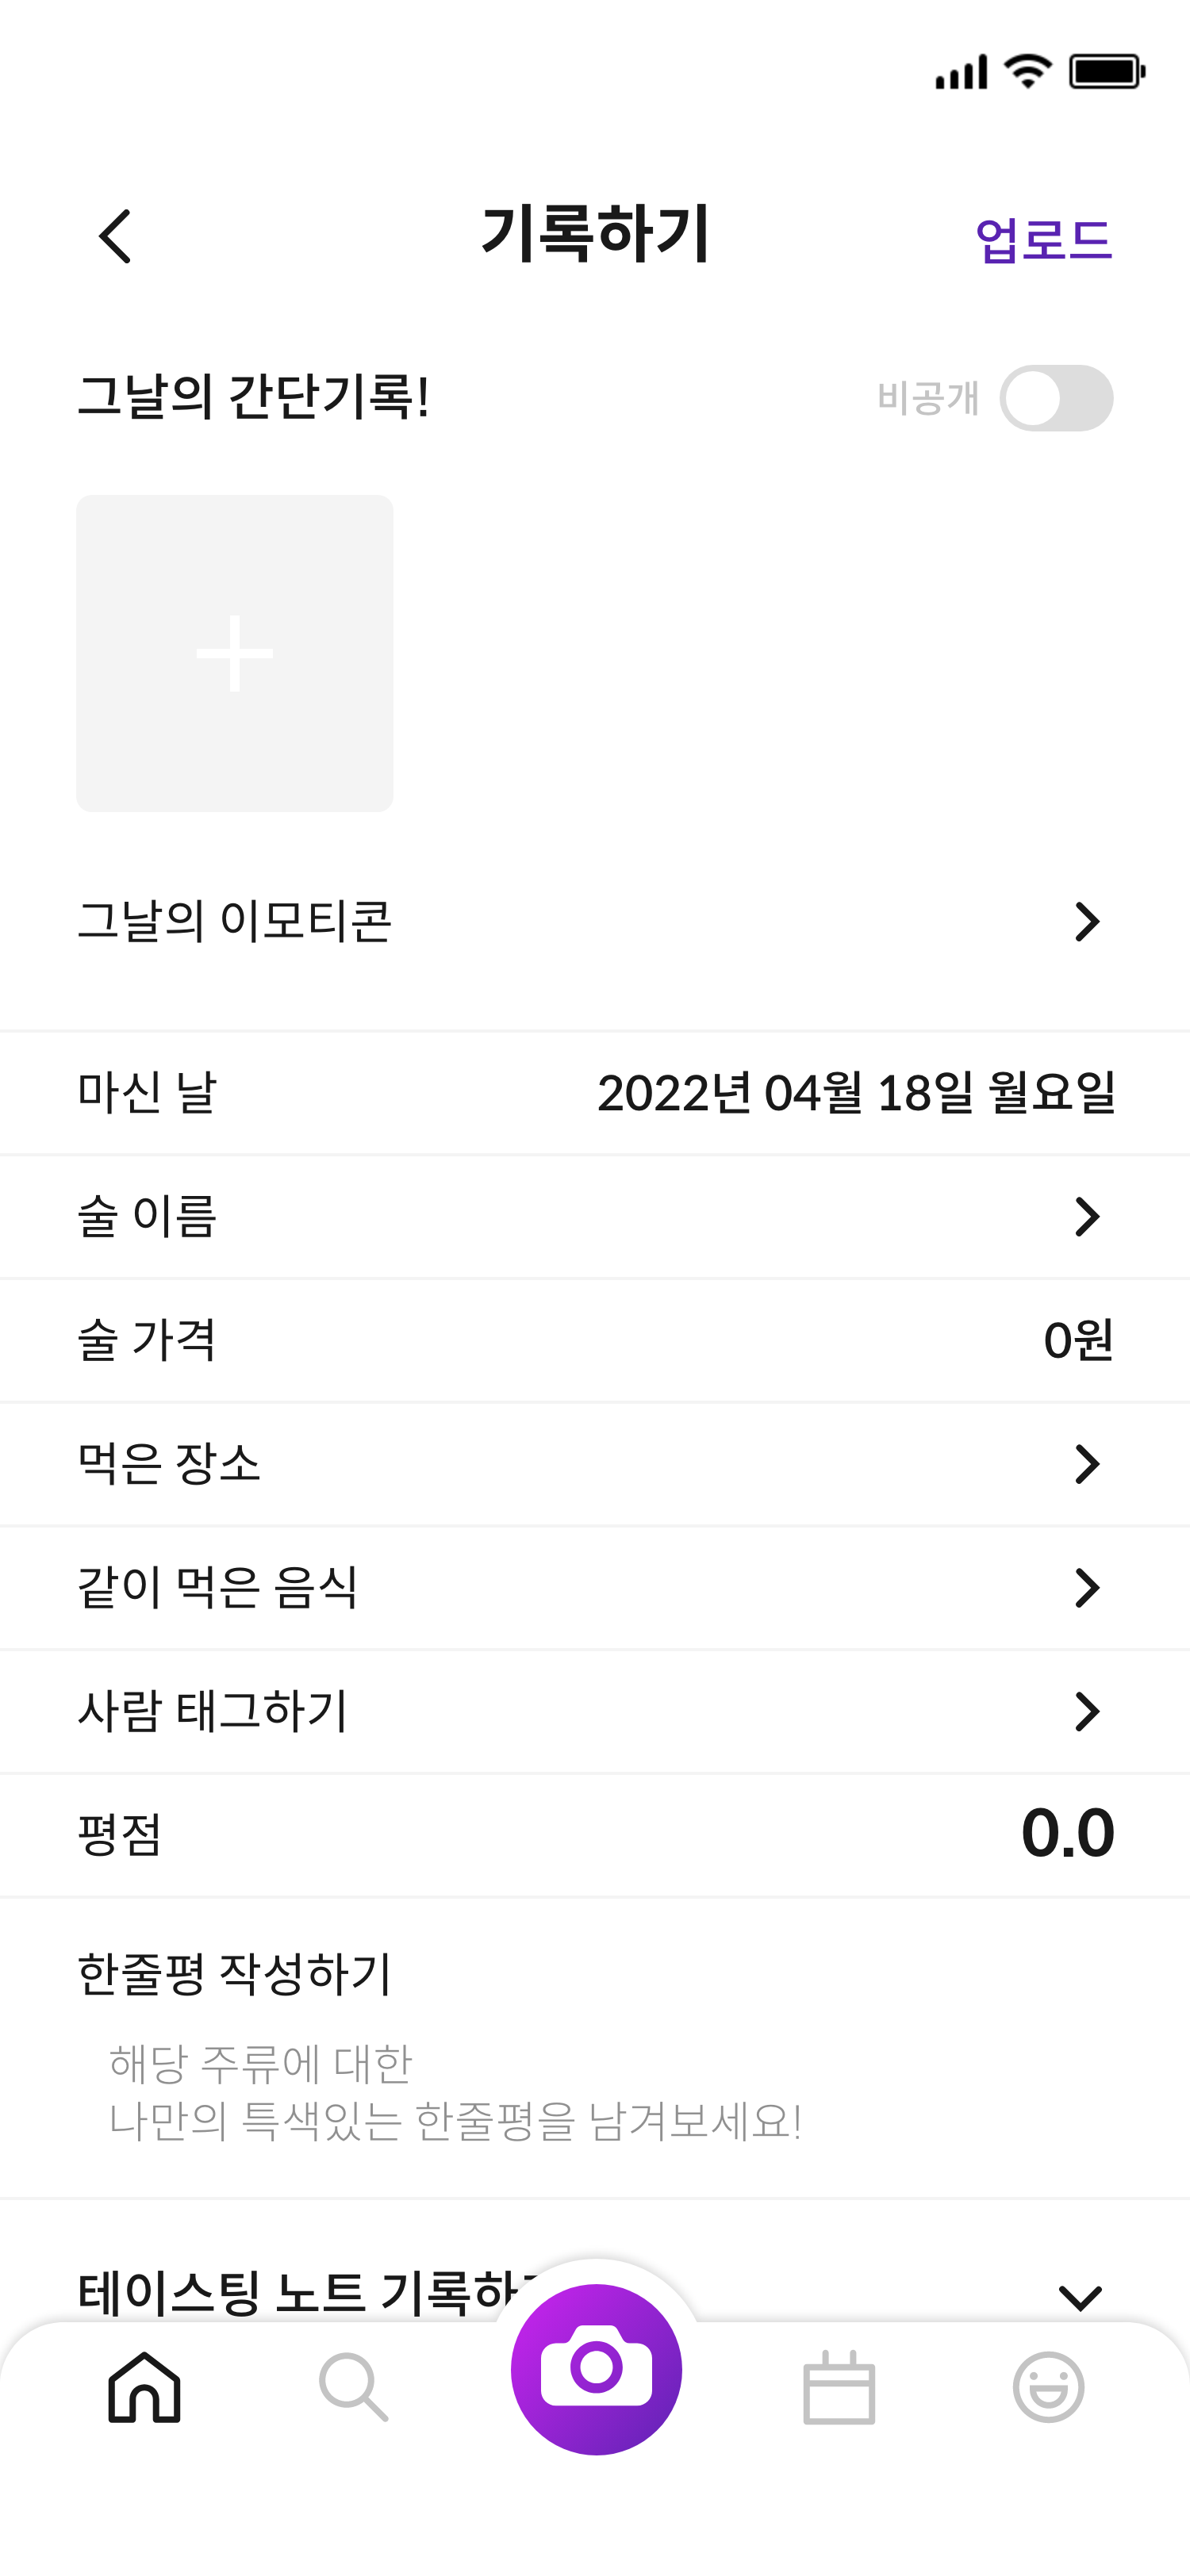 기록하기
업로드
그날의 간단기록!
비공개
그날의 이모티콘
마신 날
2022년 04월 18일 월요일
술 이름
술 가격
0원
먹은 장소
같이 먹은 음식
사람 태그하기
평점
0.0
한줄평 작성하기
해당 주류에 대한
나만의 특색있는 한줄평을 남겨보세요!
테이스팅 노트 기록하